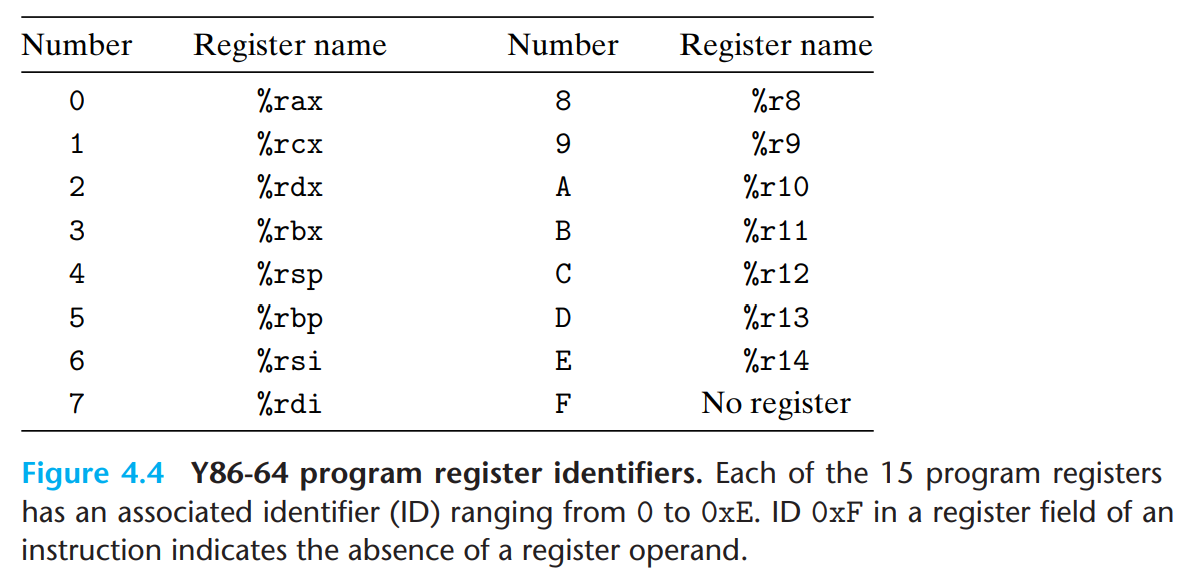 Number Register name Number Register name
0 %rax 8 %r8
1 %rcx 9 %r9
2 %rdx A %r10
3 %rbx B %r11
4 %rsp C %r12
5 %rbp D %r13
6 %rsi E %r14
7 %rdi F No register
Figure 4.4 Y86-64 program register identifiers. Each of the 15 program registers
has an associated identifier (ID) ranging from 0 to 0xE. ID 0xF in a register field of an
instruction indicates the absence of a register operand.